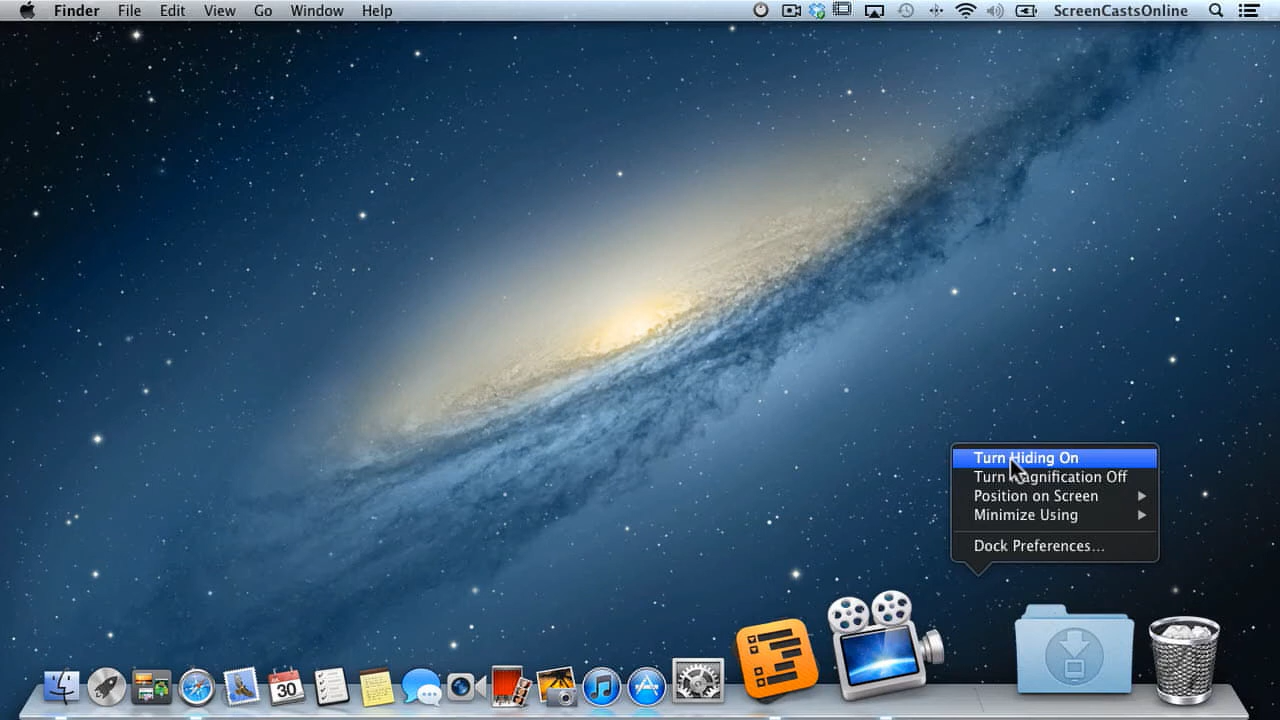 Finder File Edit View Go Window Help ScreenCastsOnline
Turn Hiding On
Turn Magnification Off
Position on Screen
Minimize Using
Dock Preferences...
30